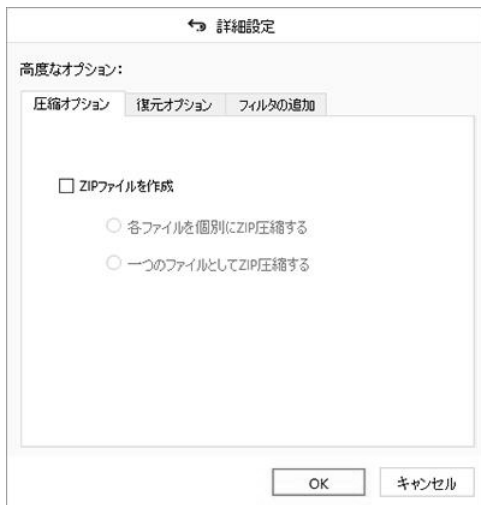 詳細設定
高度なオプション:
圧縮オプション 復元オプション フィルタの追加
ZIPファイルを作成
各ファイルを個別にZIP圧縮する
一つのファイルとしてZIP圧縮する
OK キャンセル